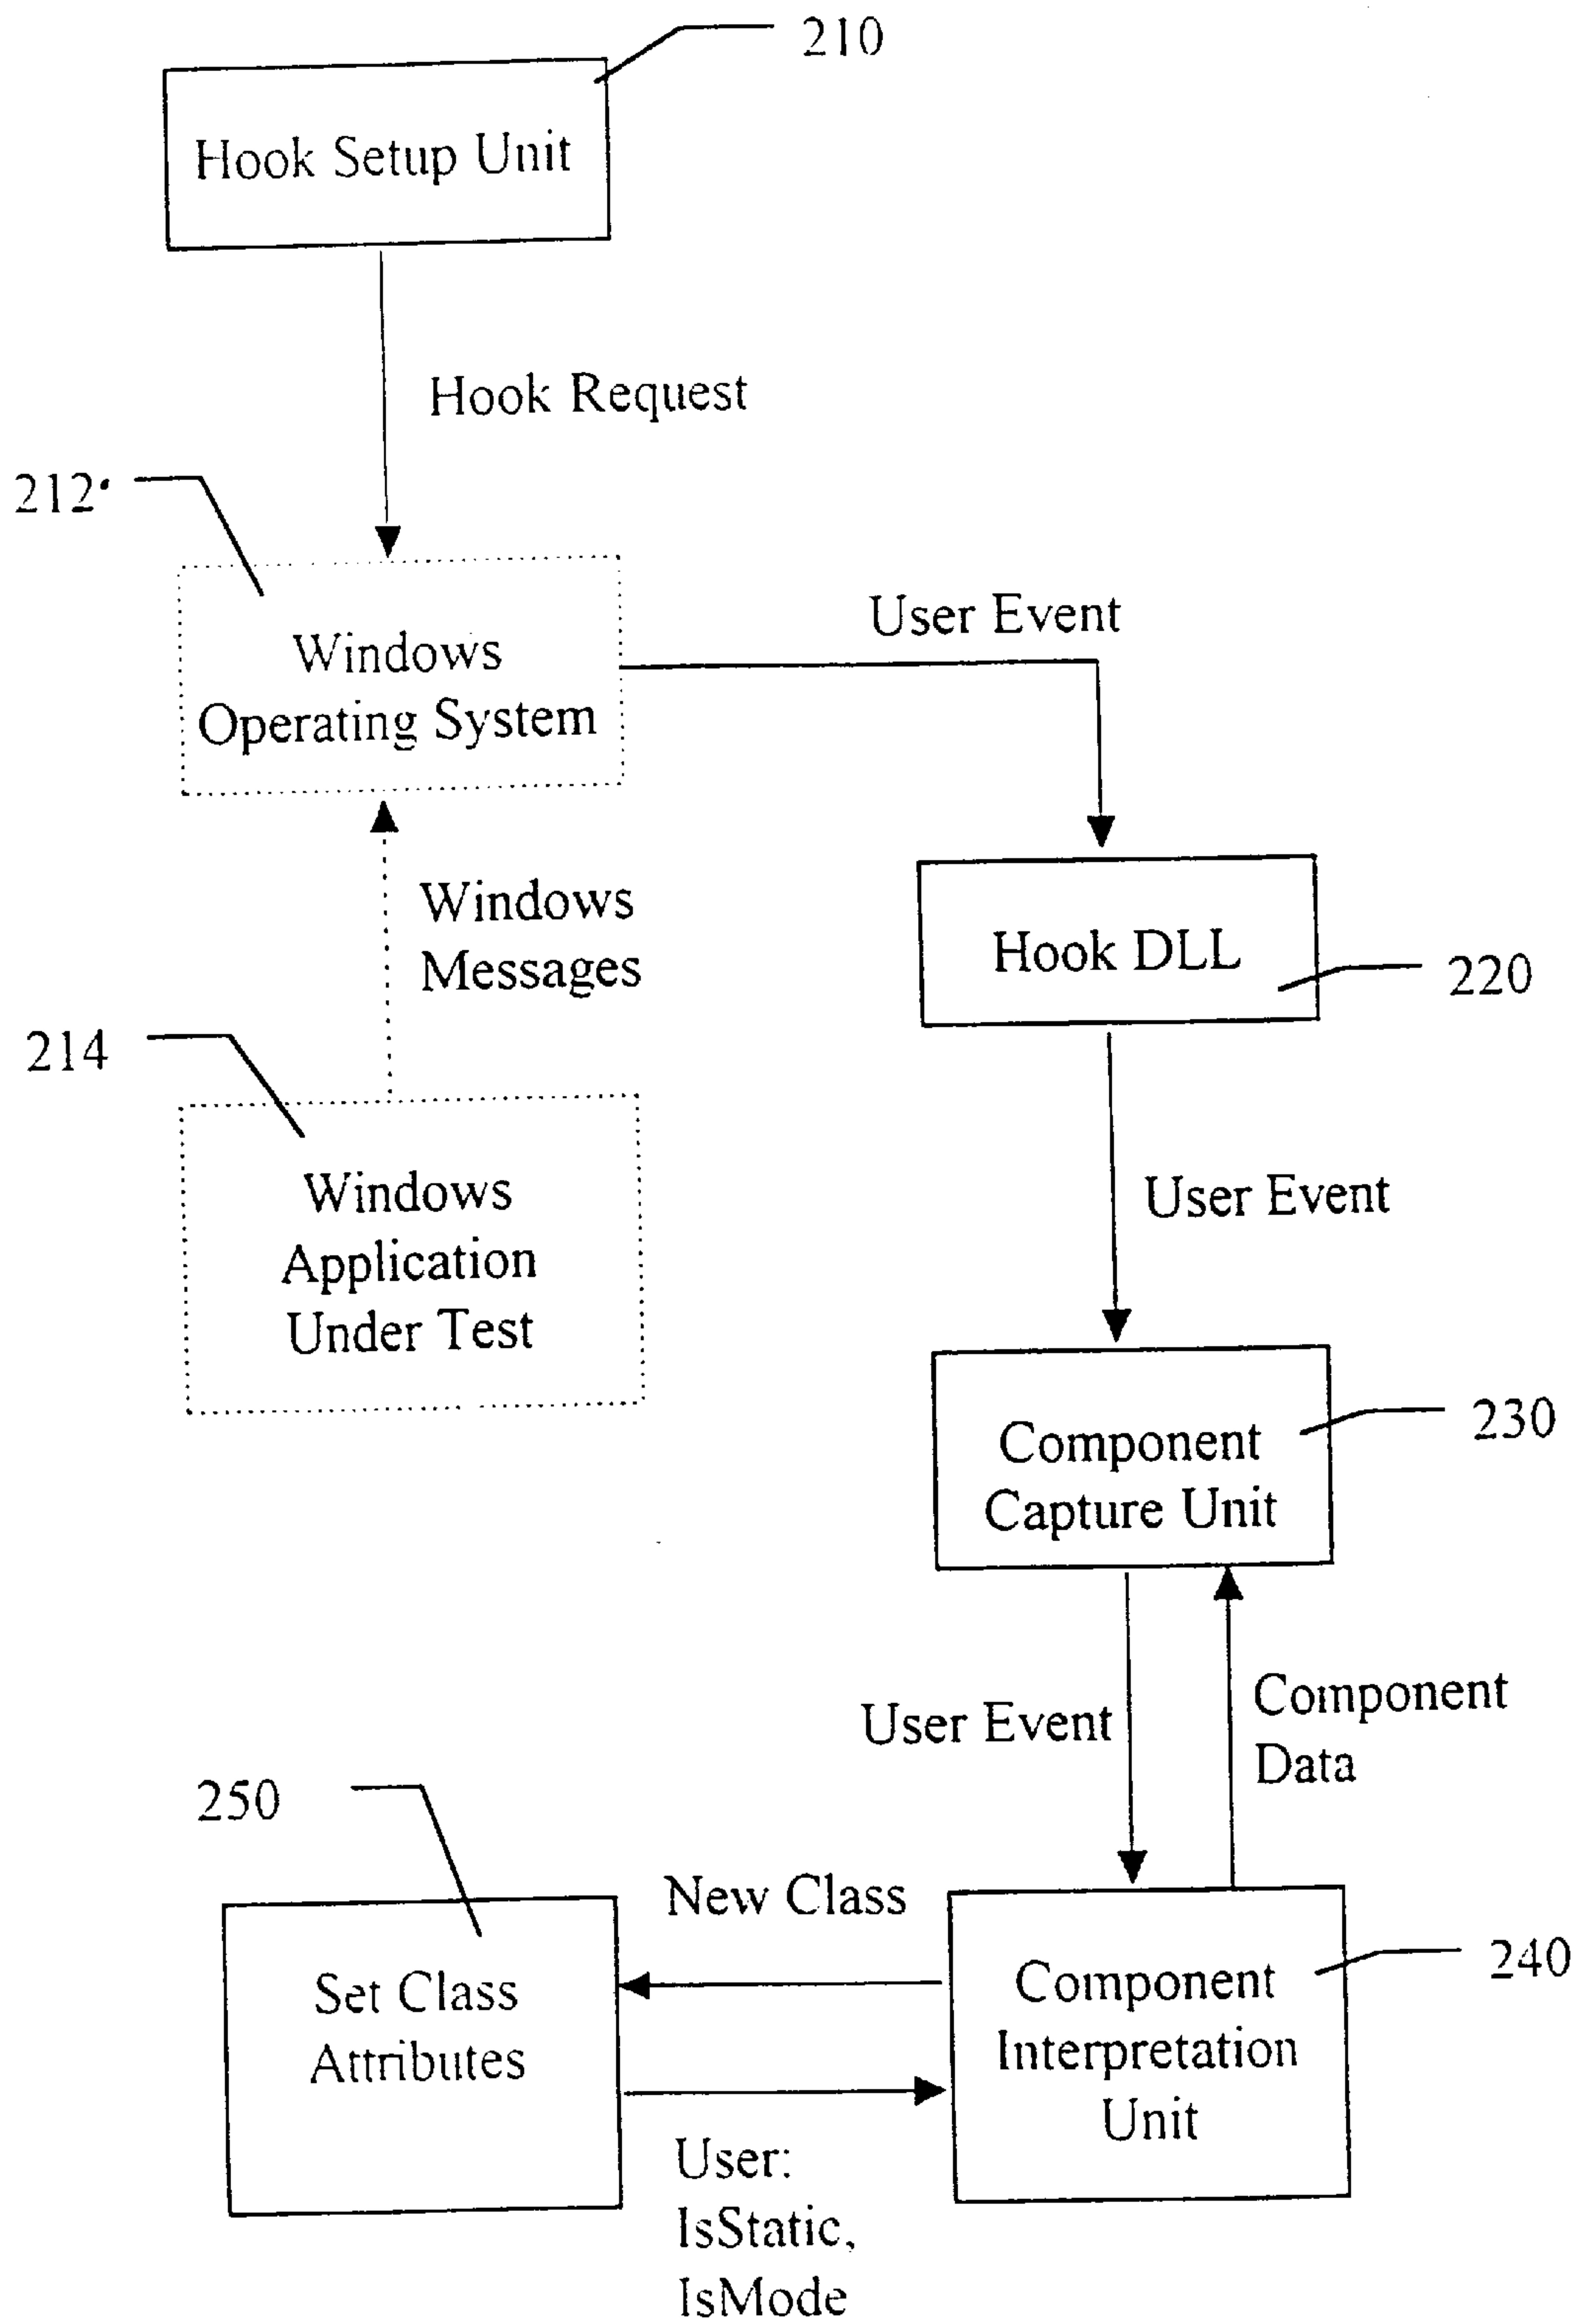 210
Hook Setup Unit
Hook Request
212
Windows
Operating System
User Event
Windows
Messages
Hook DLL
220
214
Windows
Application
Under Test
User Event
230
Component
Capture Unit
User Event
Component
Data
250
New Class
Set Class
Attributes
240
Component
Interpretation
Unit
User:
IsStatic,
IsMode